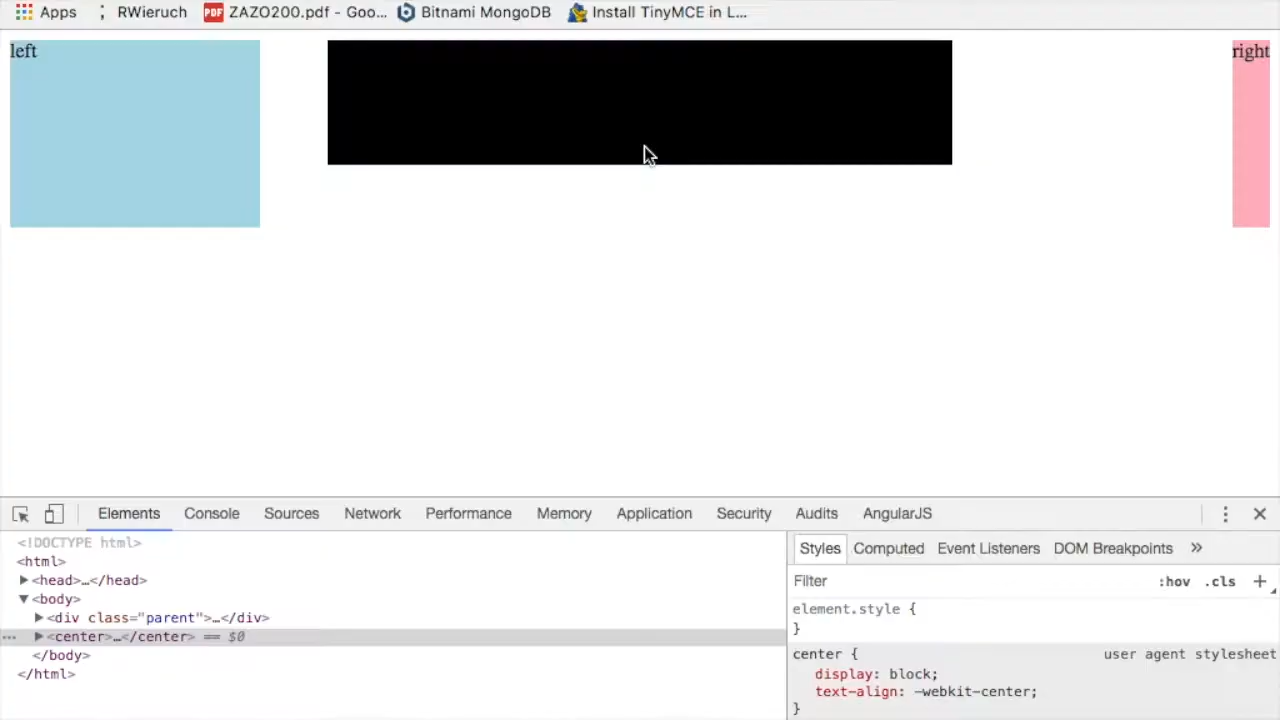 Apps RWieruch PDF ZAZO200.pdf - Goo... Bitnami MongoDB Install TinyMCE in L...
left
right
Elements Console Sources Network Performance Memory Application Security Audits AngularJS
<!DOCTYPE html>
<html>
<head>…</head>
<body>
<div class="parent">…</div>
<center>…</center> == $0
</body>
</html>
Styles Computed Event Listeners DOM Breakpoints »
Filter :hov .cls +
element.style {
}
center { user agent stylesheet
display: block;
text-align: -webkit-center;
}